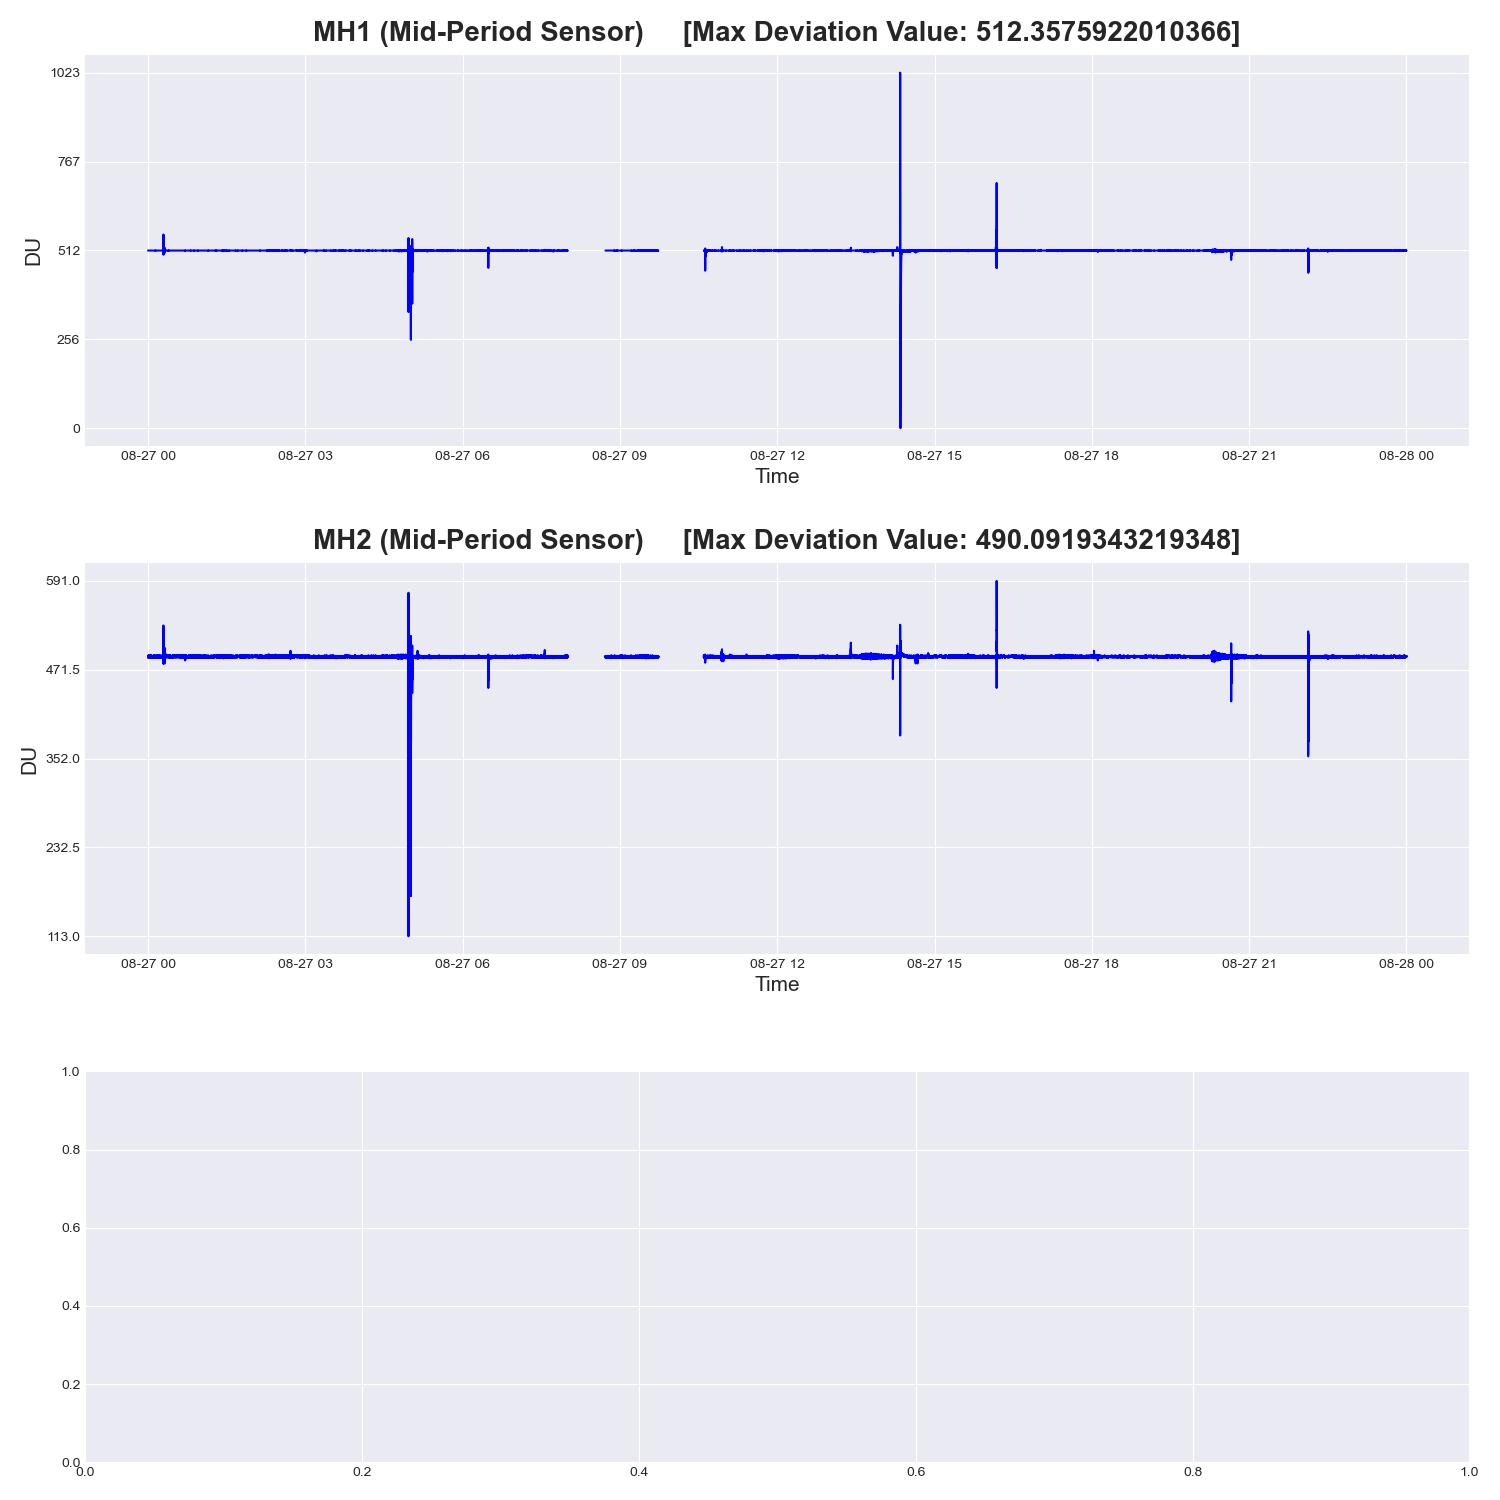 MH1 (Mid-Period Sensor) [Max Deviation Value: 512.3575922010366]
1023
767
512
256
0
DU
08-27 00 08-27 03 08-27 06 08-27 09 08-27 12 08-27 15 08-27 18 08-27 21 08-28 00
Time
MH2 (Mid-Period Sensor) [Max Deviation Value: 490.0919343219348]
591.0
471.5
352.0
232.5
113.0
DU
08-27 00 08-27 03 08-27 06 08-27 09 08-27 12 08-27 15 08-27 18 08-27 21 08-28 00
Time
1.0
0.8
0.6
0.4
0.2
0.0
0.0 0.2 0.4 0.6 0.8 1.0